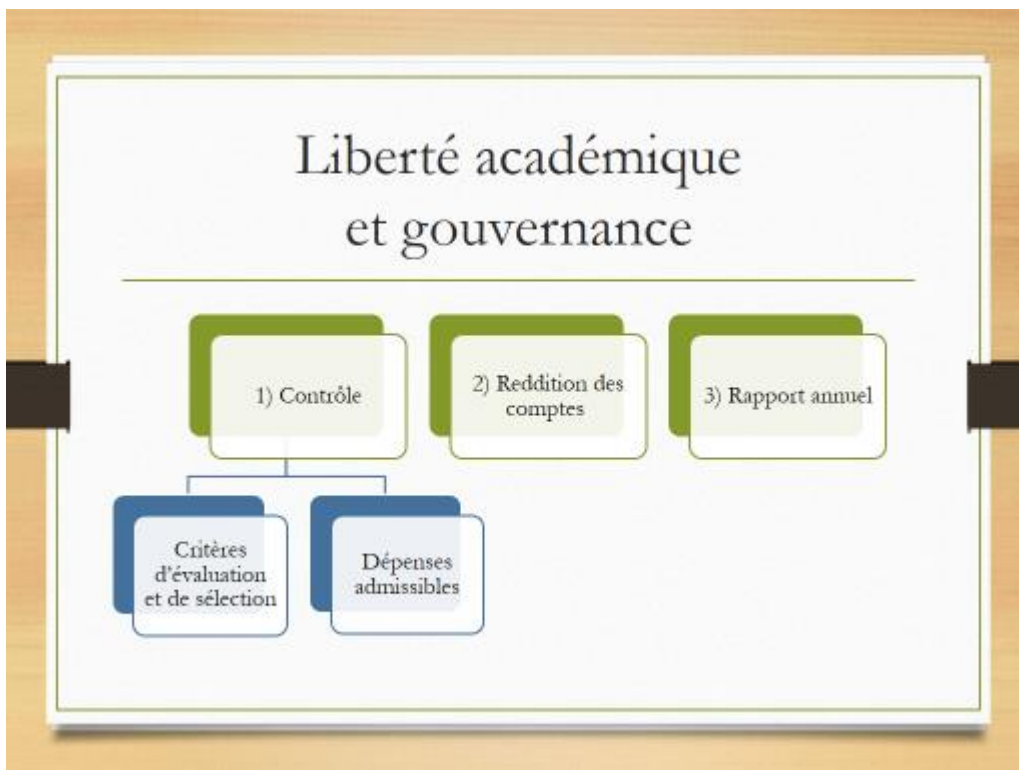 Liberté académique
et gouvernance
1) Contrôle
2) Reddition des
comptes
3) Rapport annuel
Critères
d'évaluation
et de sélection
Dépenses
admissibles